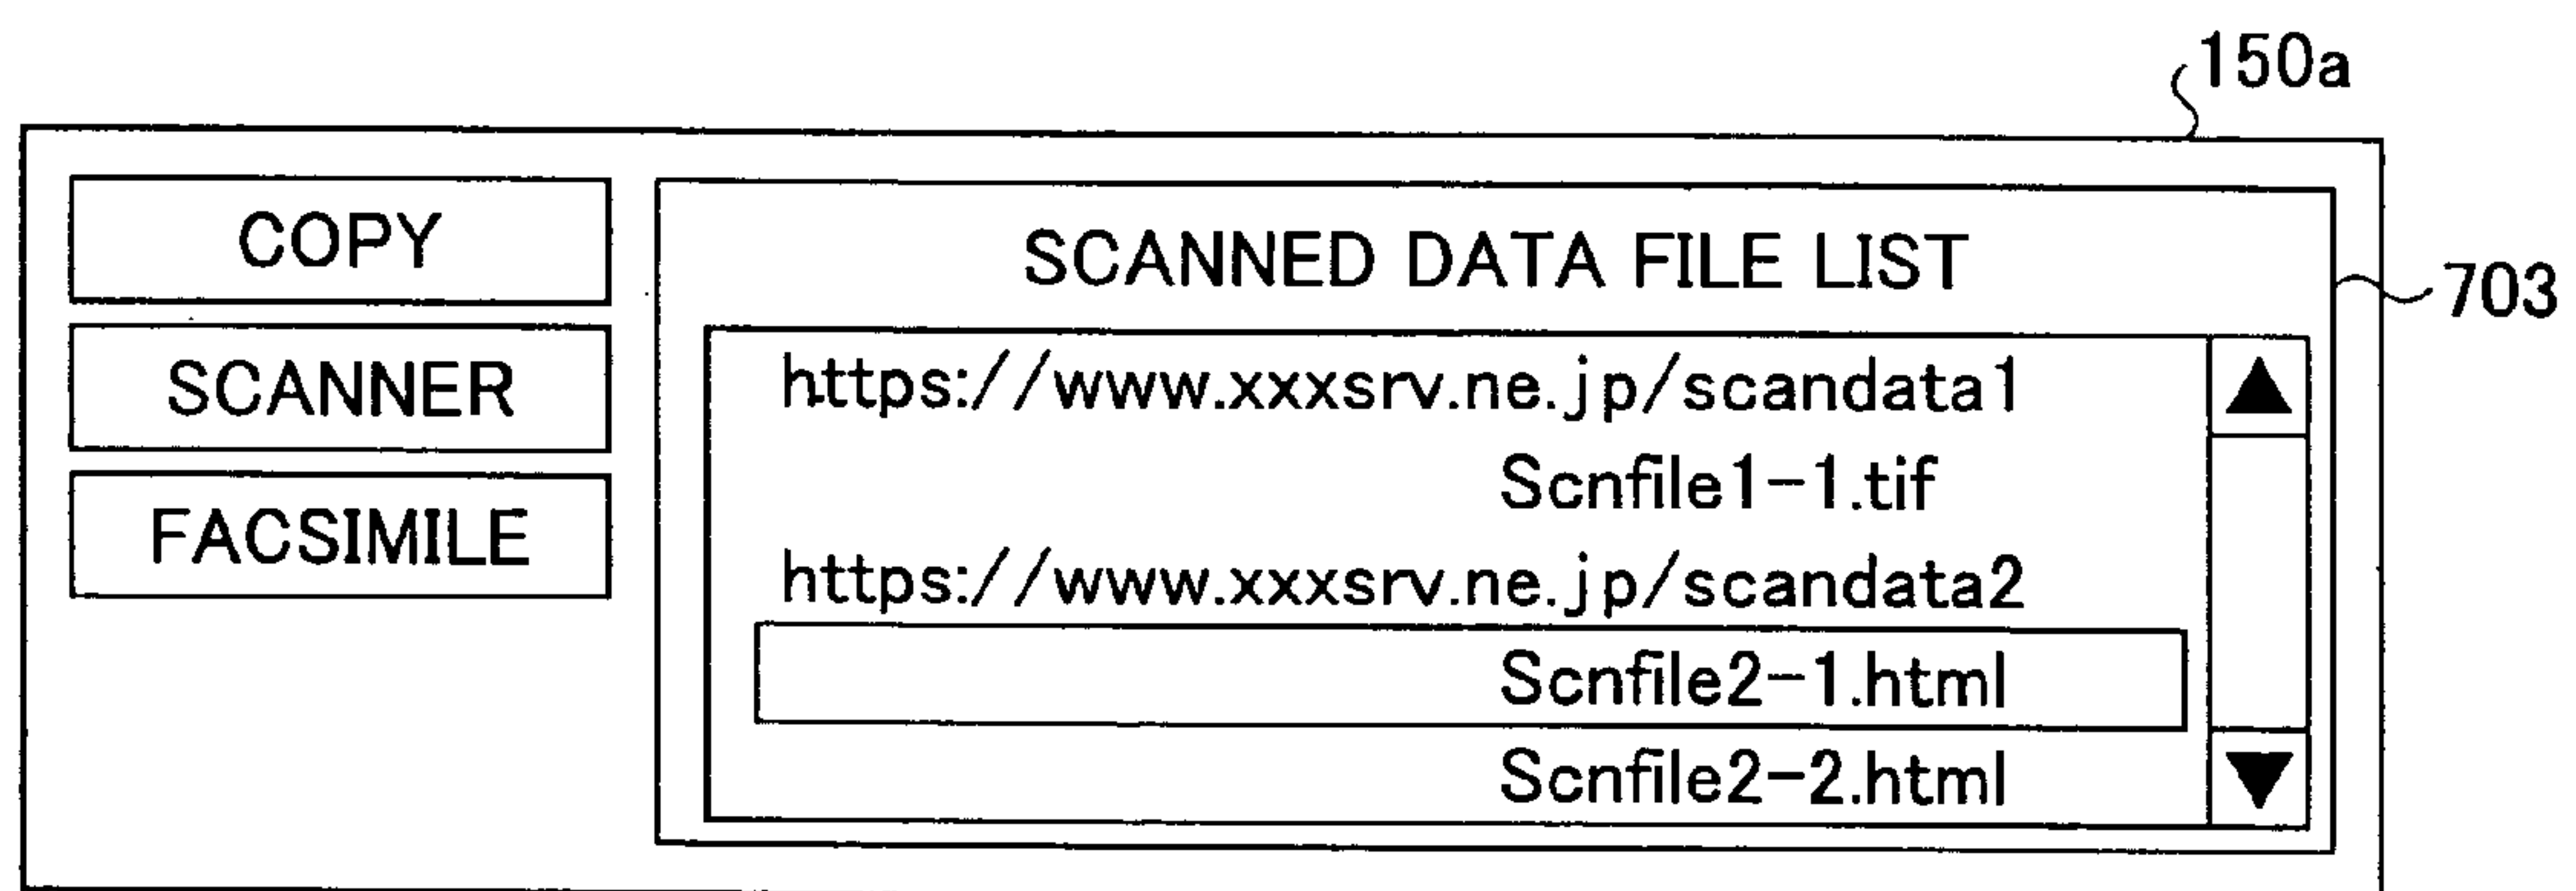 150a
COPY
SCANNER
FACSIMILE
SCANNED DATA FILE LIST
703
https://www.xxxsrv.ne.jp/scandata1
Scnfile1-1.tif
https://www.xxxsrv.ne.jp/scandata2
Scnfile2-1.html
Scnfile2-2.html